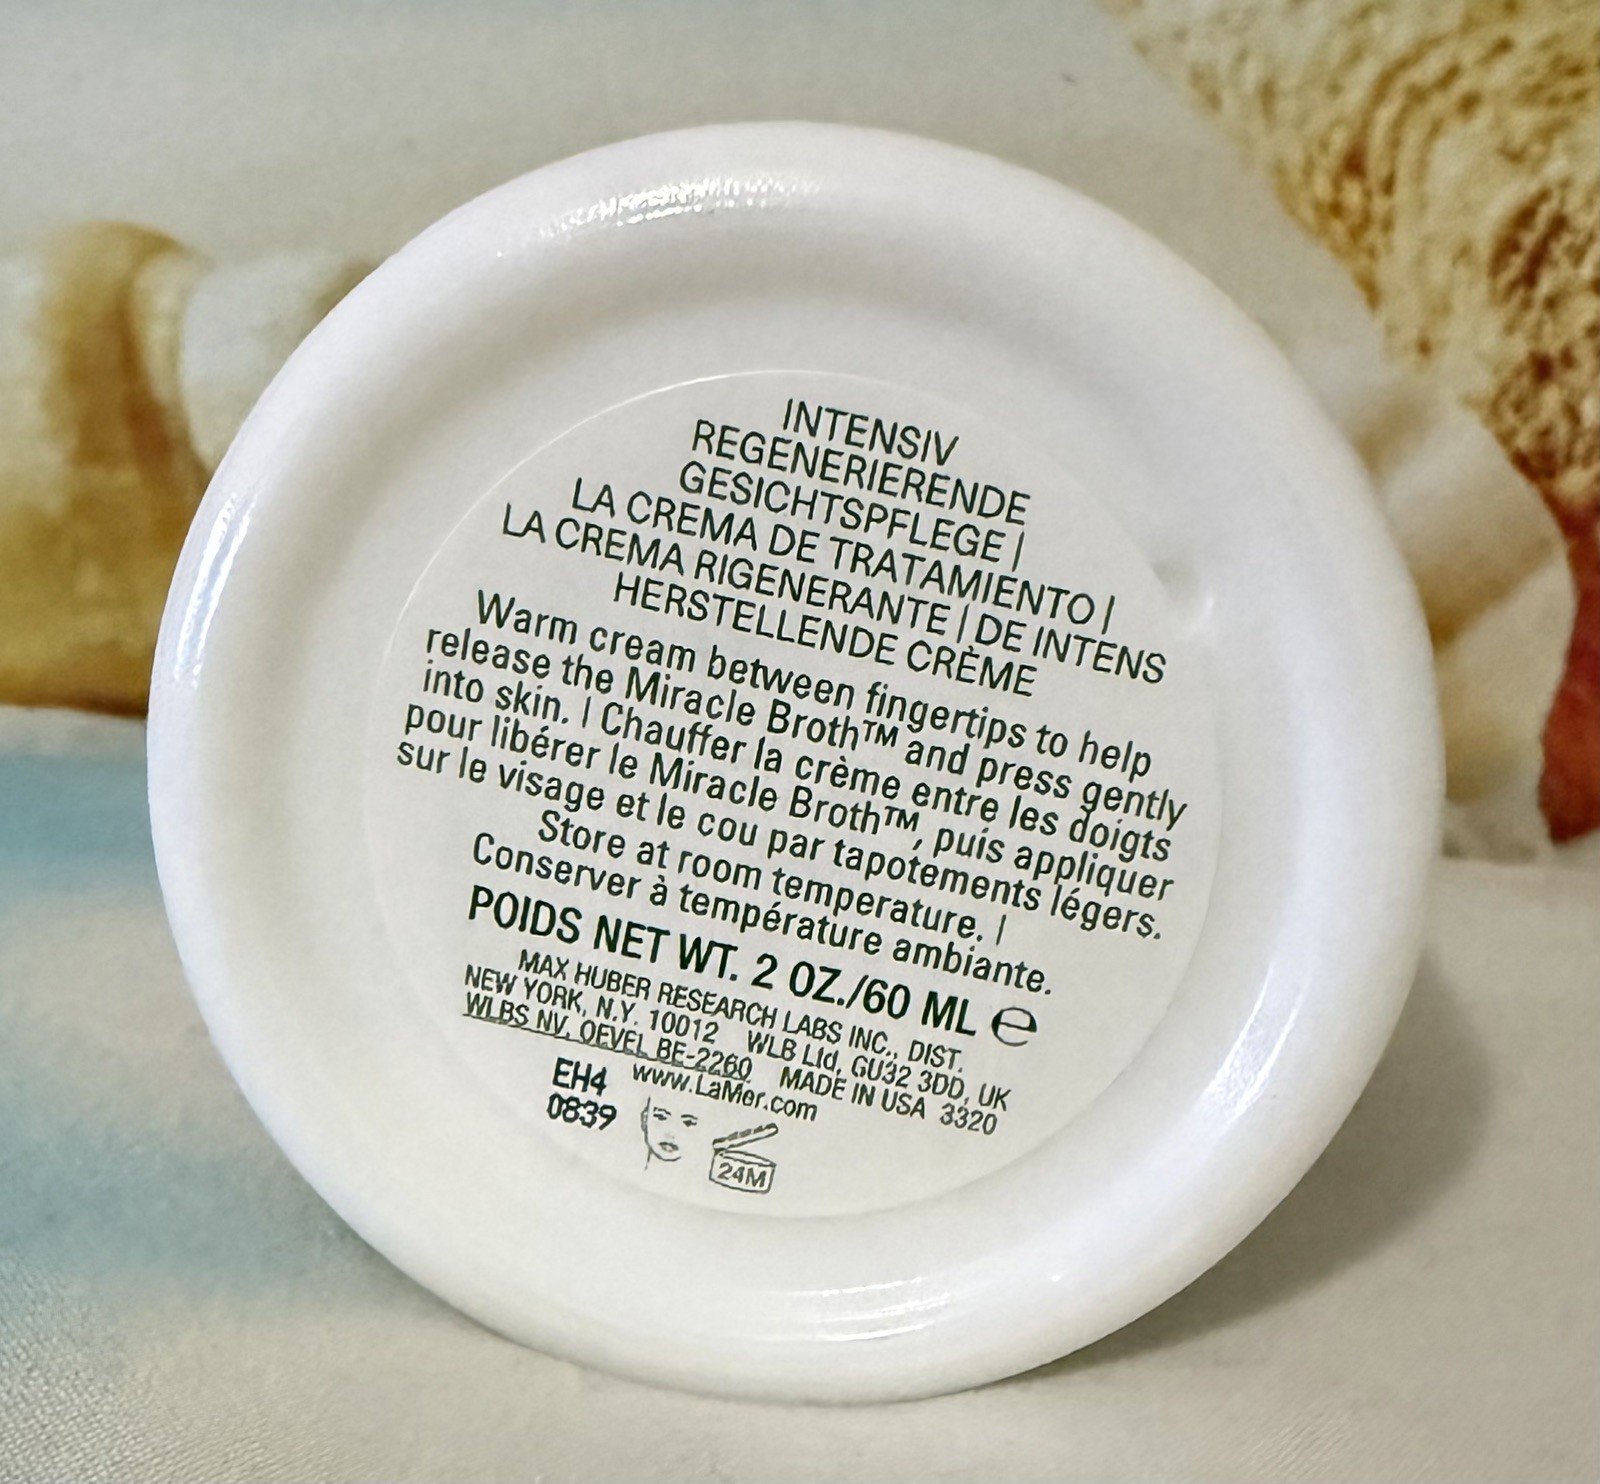 INTENSIV
REGENERIERENDE
GESICHTSPFLEGE |
LA CREMA DE TRATAMIENTO |
LA CREMA RIGENERANTE | DE INTENS
HERSTELLENDE CRÈME
Warm cream between fingertips to help
release the Miracle Broth™ and press gently
into skin. | Chauffer la crème entre les doigts
pour libérer le Miracle Broth™, puis appliquer
sur le visage et le cou par tapotements légers.
Store at room temperature. |
Conserver à température ambiante.
POIDS NET WT. 2 OZ./60 ML ℮
MAX HUBER RESEARCH LABS INC., DIST.
NEW YORK, N.Y. 10012 WLB Ltd, GU32 3DD, UK
WLBS NV, OEVEL BE-2260 MADE IN USA 3320
www.LaMer.com
EH4
0839
24M